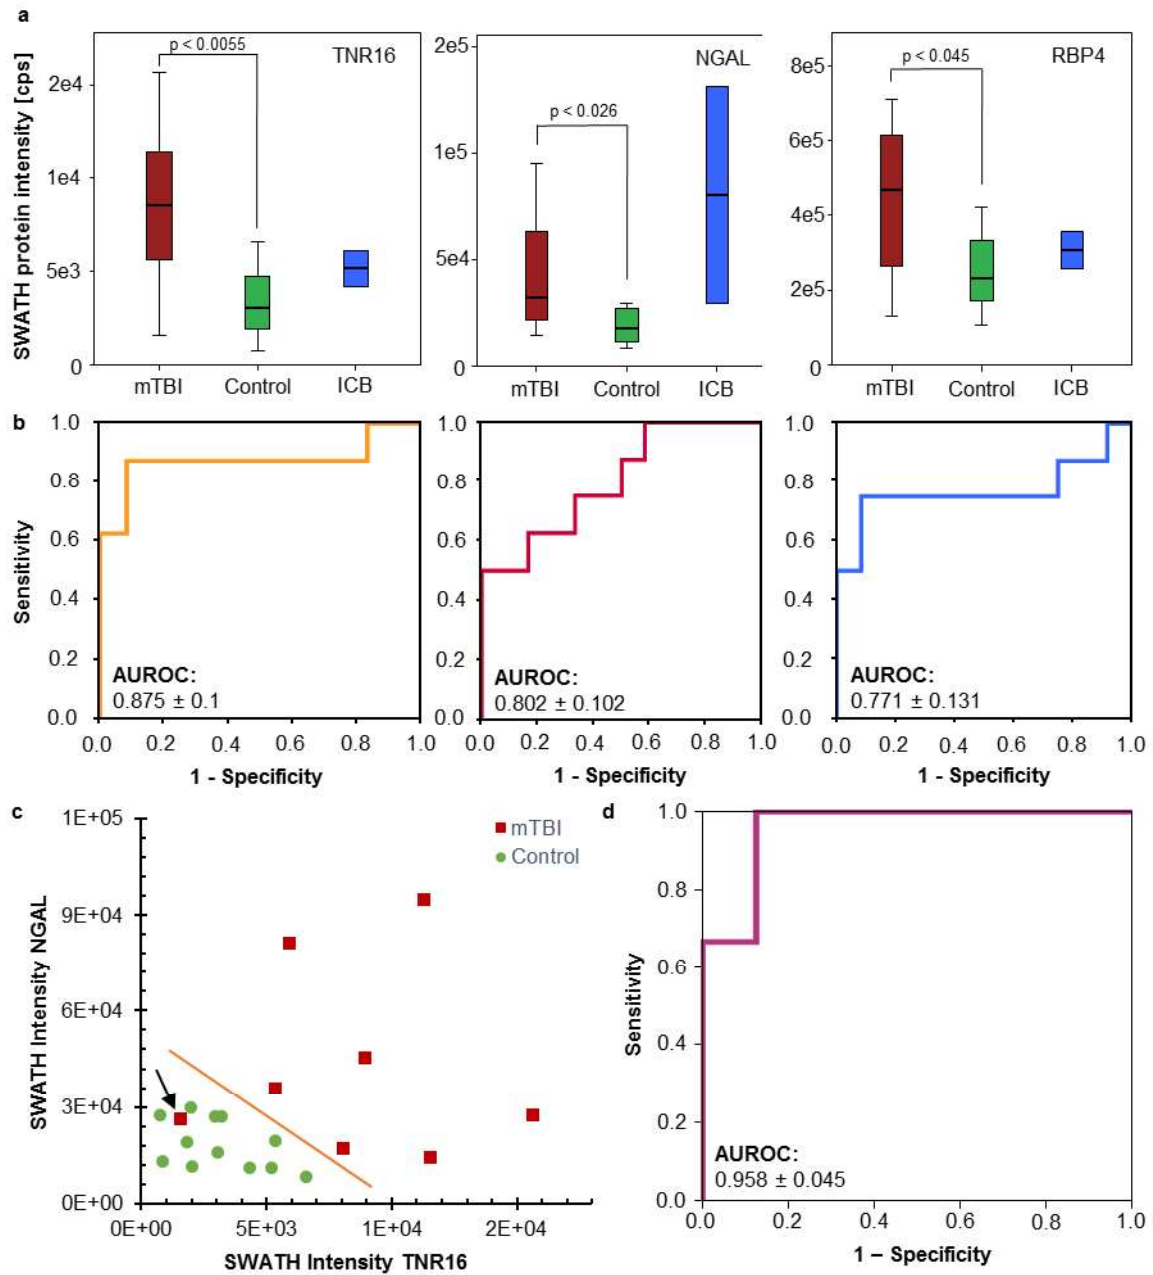 a
SWATH protein intensity [cps]
p < 0.0055
TNR16
2e4
1e4
5e3
0
mTBI Control ICB
2e5
NGAL
p < 0.026
1e5
5e4
0
mTBI Control ICB
8e5
p < 0.045
RBP4
6e5
4e5
2e5
0
mTBI Control ICB
b
Sensitivity
1.0
0.8
0.6
0.4
0.2
0.0
AUROC:
0.875 ± 0.1
0.0 0.2 0.4 0.6 0.8 1.0
1 - Specificity
1.0
0.8
0.6
0.4
0.2
0.0
AUROC:
0.802 ± 0.102
0.0 0.2 0.4 0.6 0.8 1.0
1 - Specificity
1.0
0.8
0.6
0.4
0.2
0.0
AUROC:
0.771 ± 0.131
0.0 0.2 0.4 0.6 0.8 1.0
1 - Specificity
c
SWATH Intensity NGAL
1E+05
9E+04
6E+04
3E+04
0E+00
mTBI
Control
0E+00 5E+03 1E+04 2E+04
SWATH Intensity TNR16
d
Sensitivity
1.0
0.8
0.6
0.4
0.2
0.0
AUROC:
0.958 ± 0.045
0.0 0.2 0.4 0.6 0.8 1.0
1 – Specificity